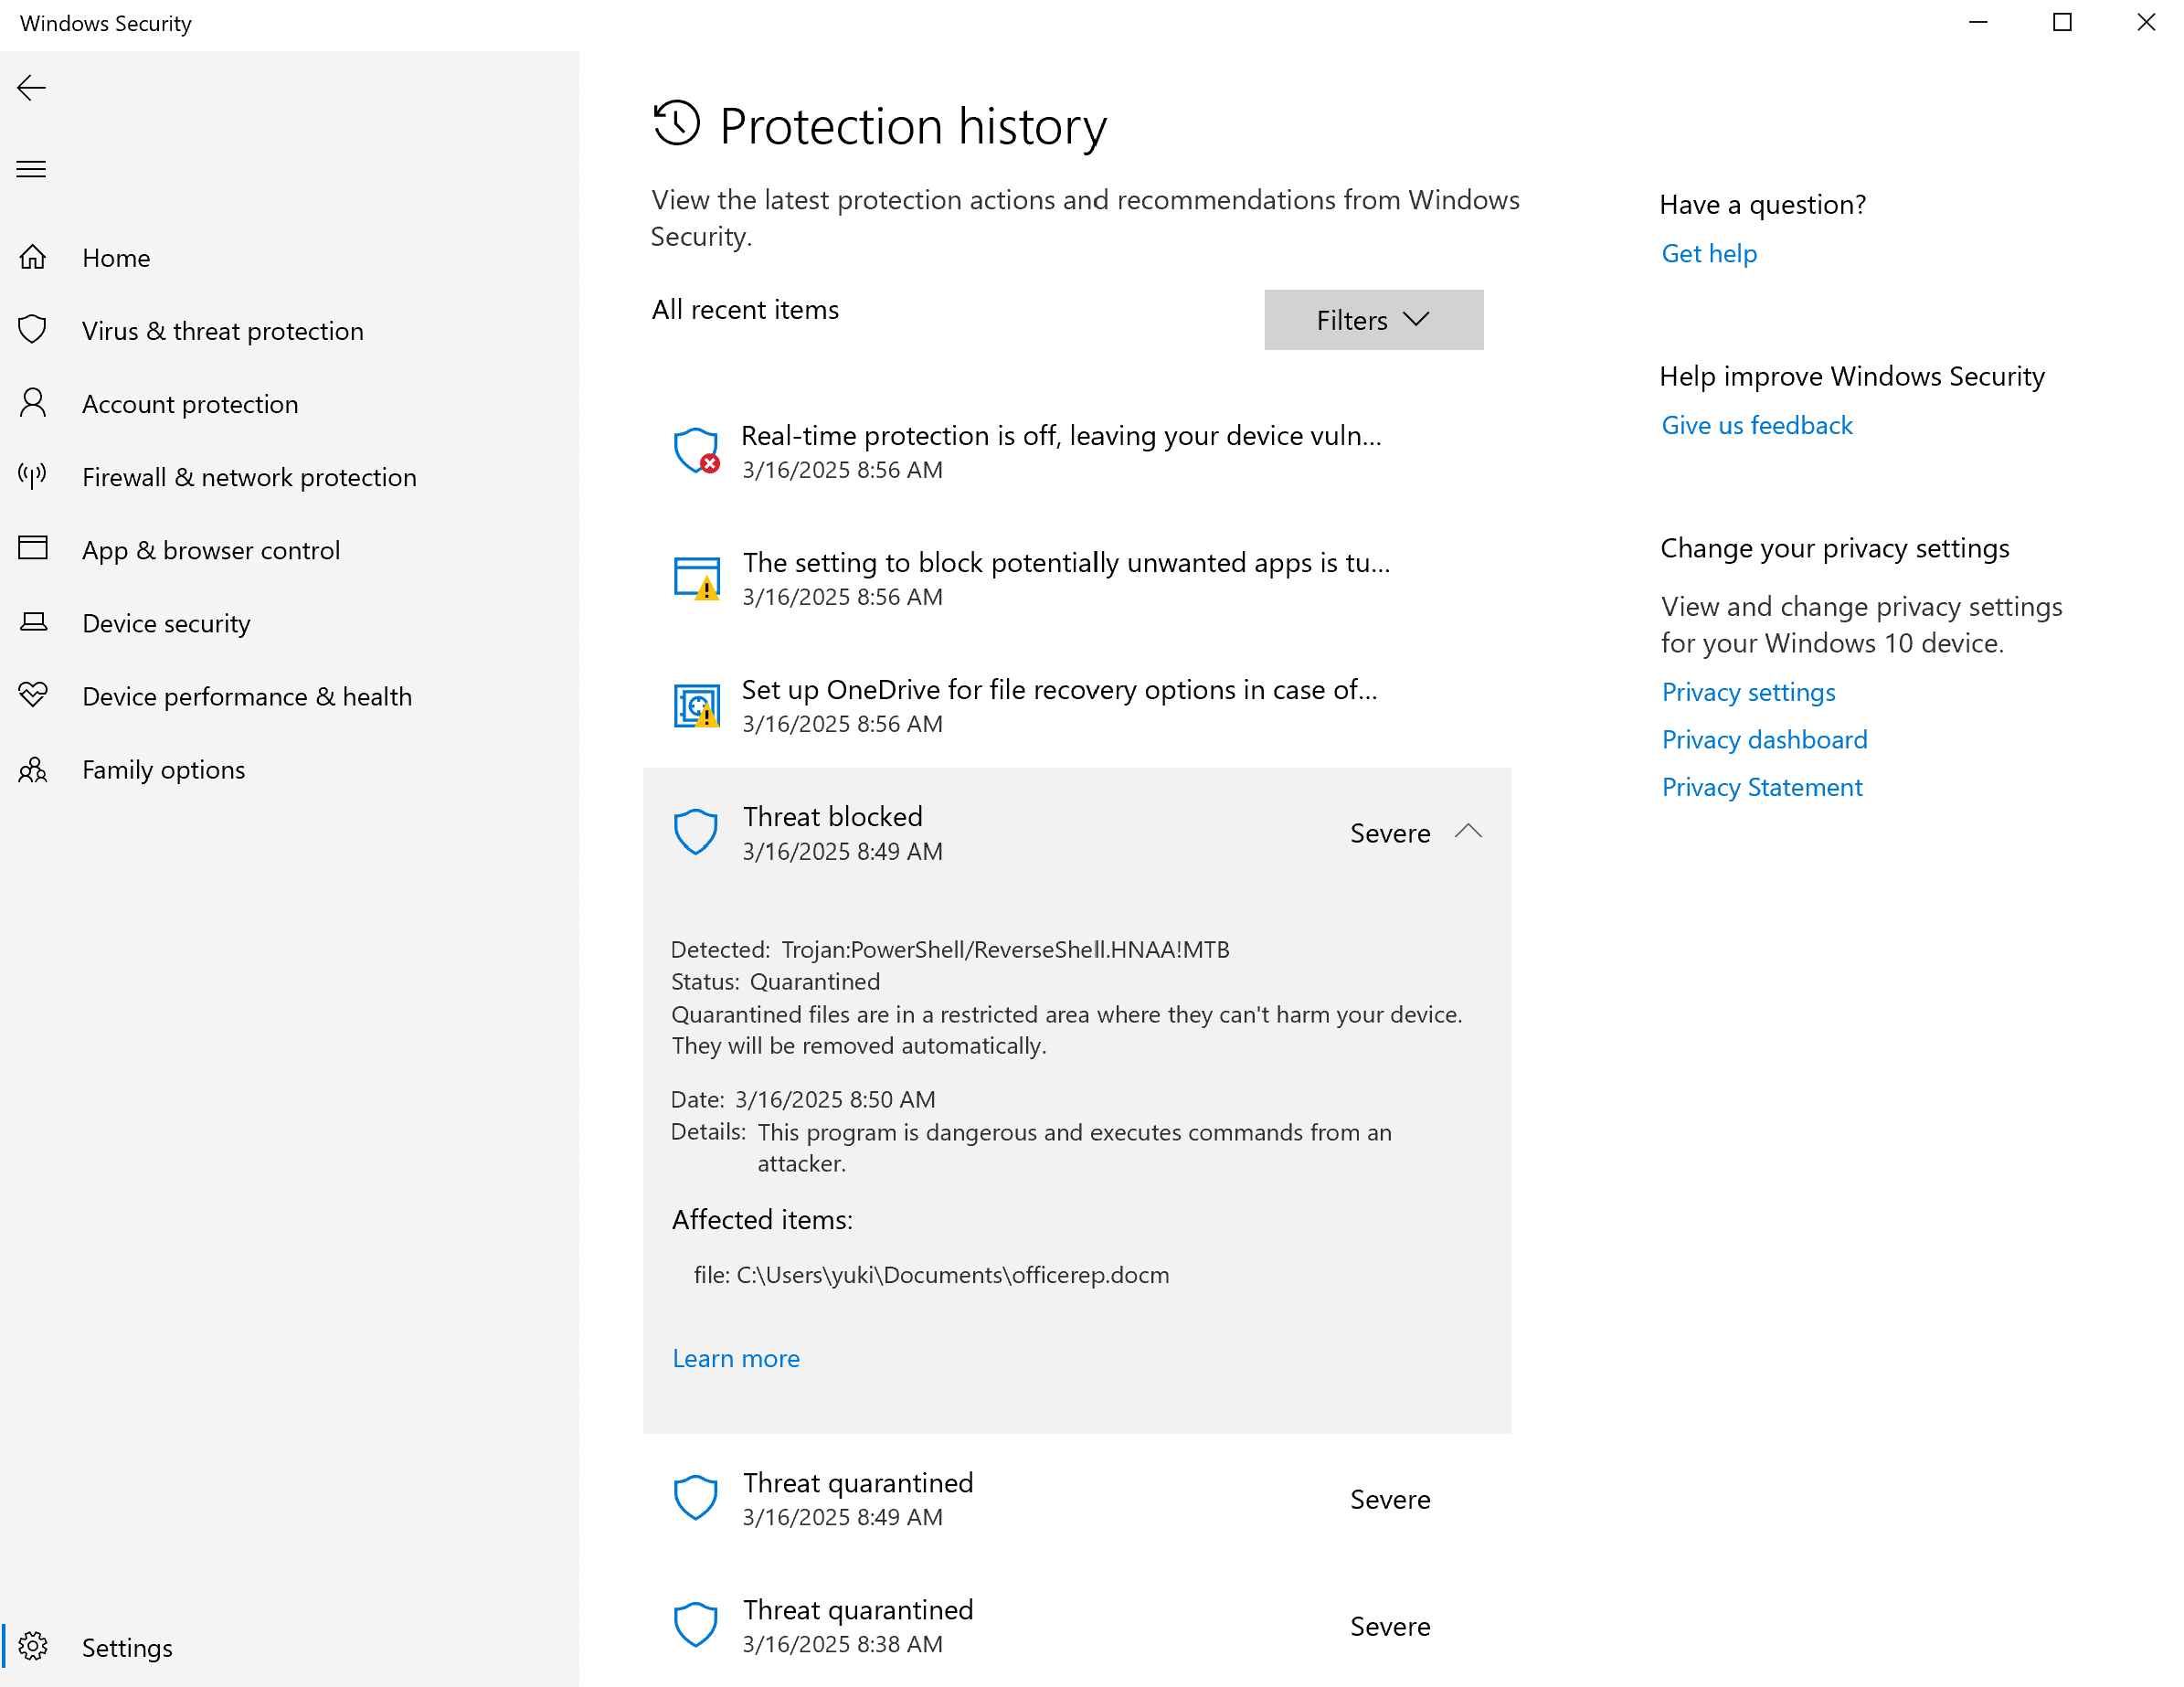 Windows Security
Home
Virus & threat protection
Account protection
Firewall & network protection
App & browser control
Device security
Device performance & health
Family options
Settings
Protection history
View the latest protection actions and recommendations from Windows
Security.
All recent items
Filters
Real-time protection is off, leaving your device vuln...
3/16/2025 8:56 AM
The setting to block potentially unwanted apps is tu...
3/16/2025 8:56 AM
Set up OneDrive for file recovery options in case of...
3/16/2025 8:56 AM
Threat blocked
3/16/2025 8:49 AM
Severe
Detected: Trojan:PowerShell/ReverseShell.HNAA!MTB
Status: Quarantined
Quarantined files are in a restricted area where they can't harm your device.
They will be removed automatically.
Date: 3/16/2025 8:50 AM
Details: This program is dangerous and executes commands from an
attacker.
Affected items:
file: C:\Users\yuki\Documents\officerep.docm
Learn more
Threat quarantined
3/16/2025 8:49 AM
Severe
Threat quarantined
3/16/2025 8:38 AM
Severe
Have a question?
Get help
Help improve Windows Security
Give us feedback
Change your privacy settings
View and change privacy settings
for your Windows 10 device.
Privacy settings
Privacy dashboard
Privacy Statement